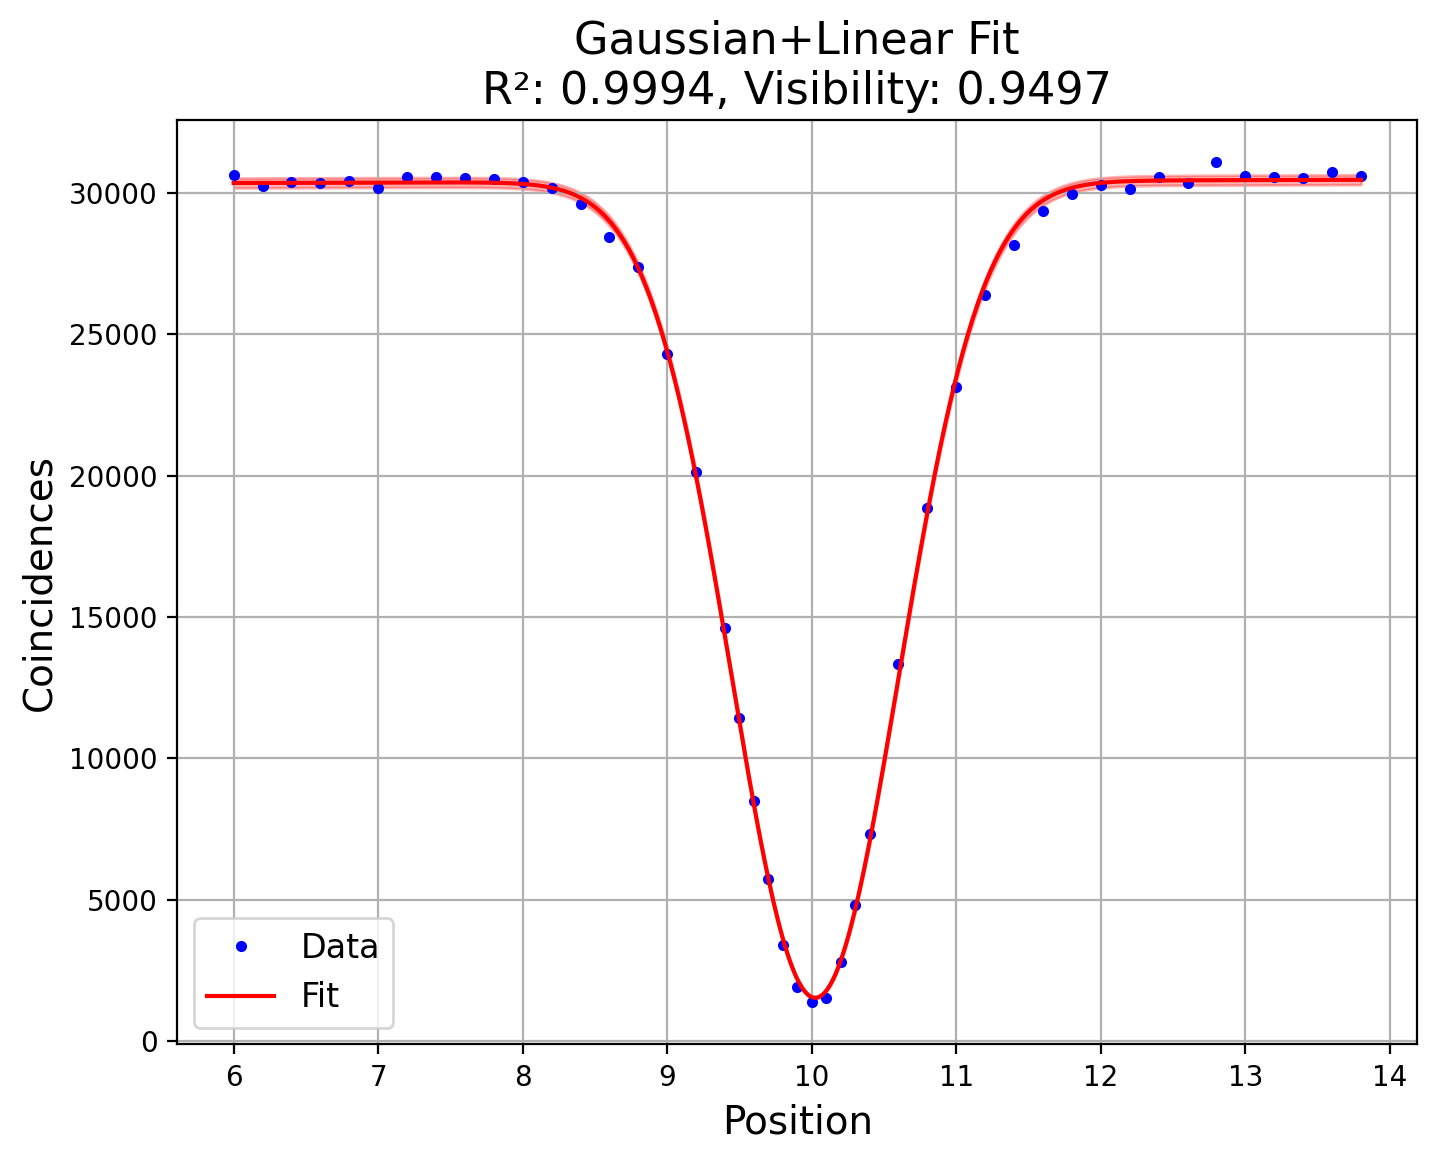 Gaussian+Linear Fit
R²: 0.9994, Visibility: 0.9497
30000
25000
20000
15000
10000
5000
0
Coincidences
Data
Fit
6 7 8 9 10 11 12 13 14
Position